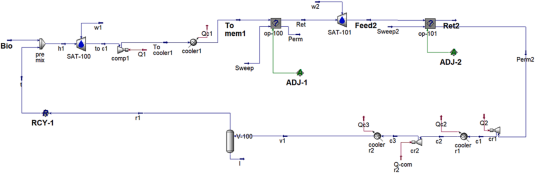 Bio
pre
mix
h1
w1
SAT-100
to c1
comp1
Q1
To
cooler1
Qc1
cooler1
To
mem1
op-100
Ret
Perm
Sweep
ADJ-1
w2
SAT-101
Feed2
Sweep2
op-101
Ret2
ADJ-2
Perm2
Q2
cr1
c1
Qc2
cooler
r1
c2
cr2
Q-com
r2
c3
Qc3
cooler
r2
v1
V-100
l
r1
RCY-1
t